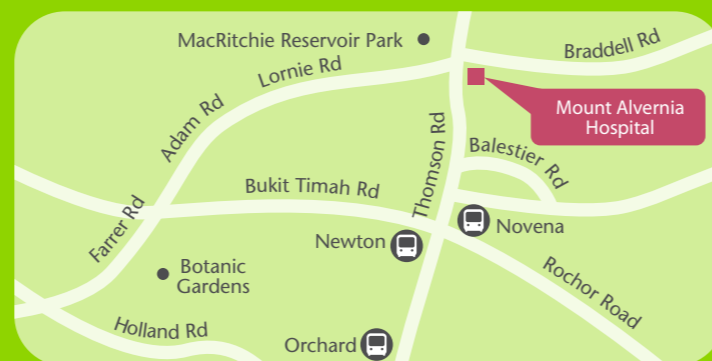 MacRitchie Reservoir Park
Braddell Rd
Lornie Rd
Mount Alvernia
Hospital
Adam Rd
Thomson Rd
Balestier Rd
Bukit Timah Rd
Farrer Rd
Novena
Newton
Botanic
Gardens
Rochor Road
Holland Rd
Orchard